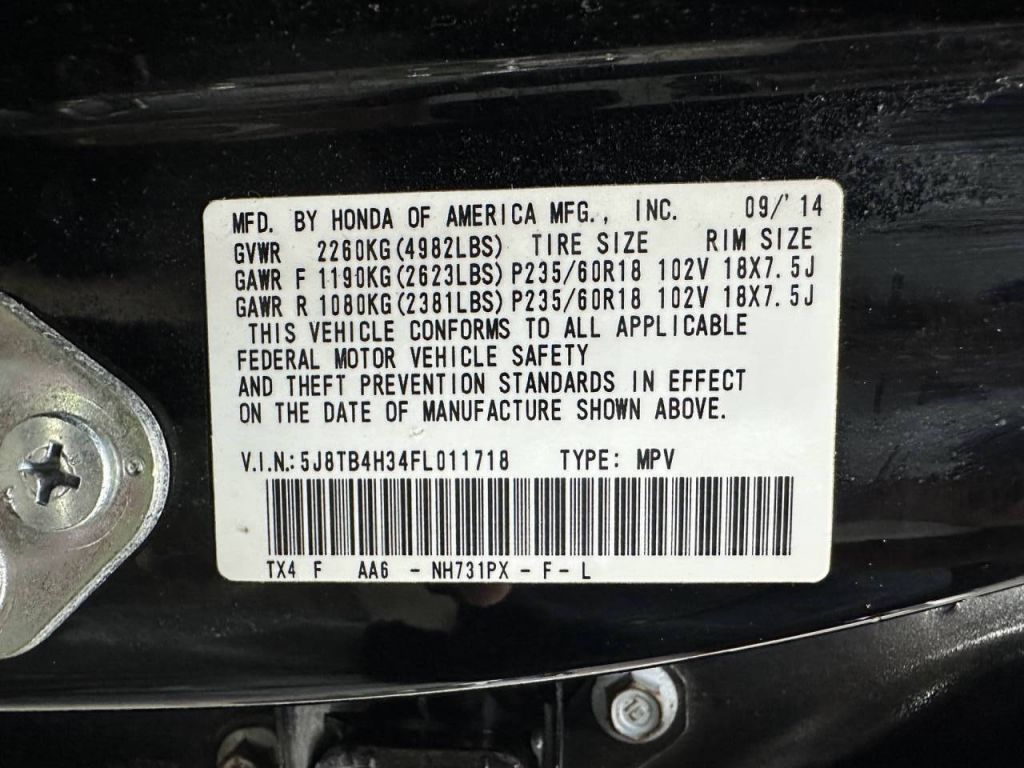 MFD. BY HONDA OF AMERICA MFG., INC. 09/'14
GVWR 2260KG(4982LBS) TIRE SIZE RIM SIZE
GAWR F 1190KG(2623LBS) P235/60R18 102V 18X7.5J
GAWR R 1080KG(2381LBS) P235/60R18 102V 18X7.5J
THIS VEHICLE CONFORMS TO ALL APPLICABLE
FEDERAL MOTOR VEHICLE SAFETY
AND THEFT PREVENTION STANDARDS IN EFFECT
ON THE DATE OF MANUFACTURE SHOWN ABOVE.
V.I.N.: 5J8TB4H34FL011718 TYPE: MPV
TX4 F AA6 - NH731PX - F - L